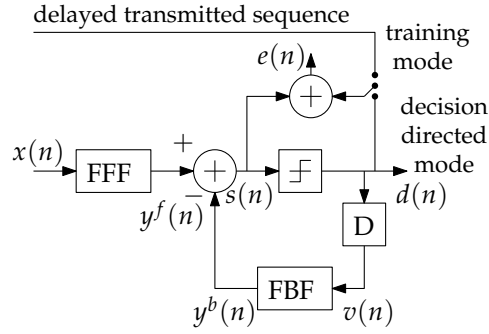 delayed transmitted sequence
training
mode
e(n)
+
decision
directed
mode
x(n)
FFF
+
+
−
y^f(n)
s(n)
d(n)
D
y^b(n)
FBF
v(n)